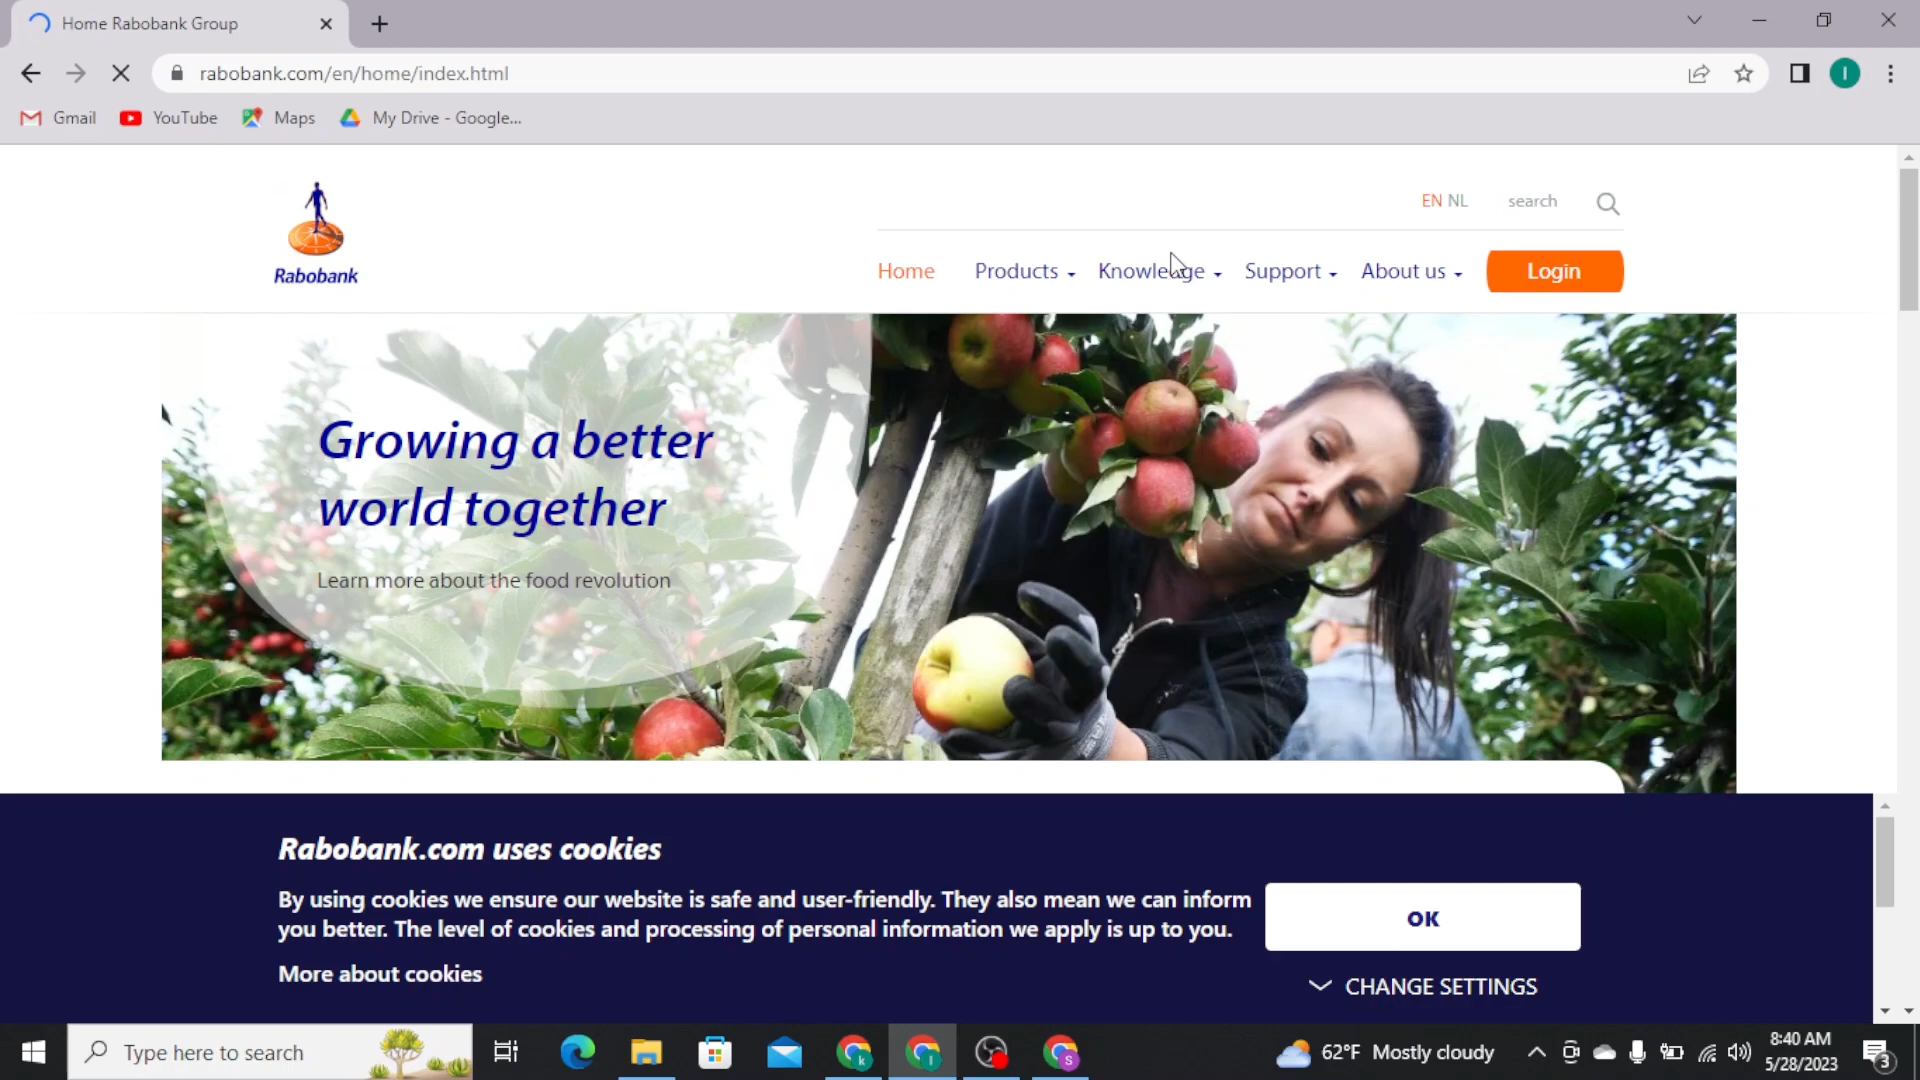 Home Rabobank Group
rabobank.com/en/home/index.html
I
Gmail
YouTube
Maps
My Drive - Google...
Rabobank
EN NL
search
Home
Products
Knowledge
Support
About us
Login
Growing a better
world together
Learn more about the food revolution
Rabobank.com uses cookies
By using cookies we ensure our website is safe and user-friendly. They also mean we can inform
you better. The level of cookies and processing of personal information we apply is up to you.
More about cookies
OK
CHANGE SETTINGS
Type here to search
k
I
S
62°F Mostly cloudy
8:40 AM
5/28/2023
3